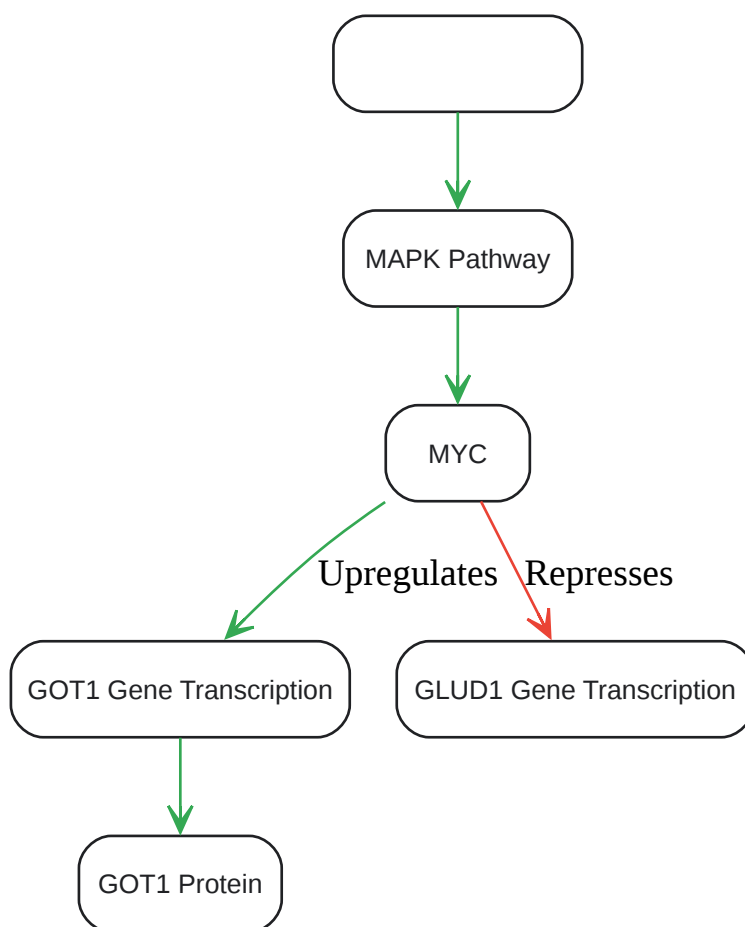 MAPK Pathway
MYC
Upregulates
Represses
GOT1 Gene Transcription
GLUD1 Gene Transcription
GOT1 Protein